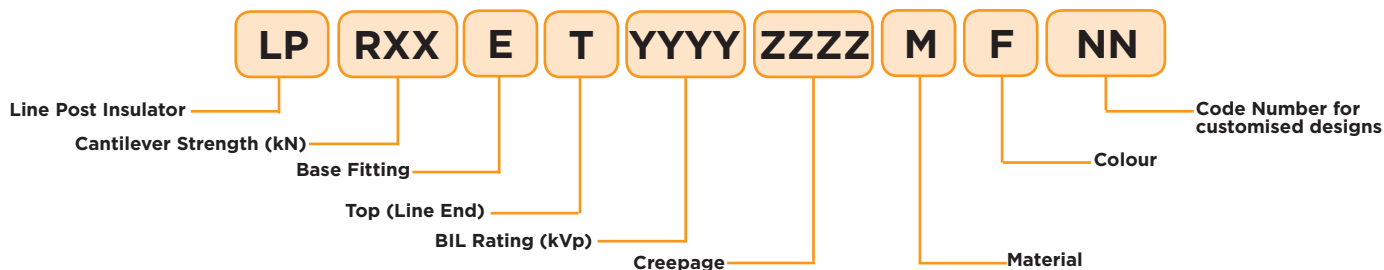 LP RXX E T YYYY ZZZZ M F NN
Line Post Insulator
Code Number for
customised designs
Cantilever Strength (kN)
Colour
Base Fitting
Top (Line End)
BIL Rating (kVp)
Material
Creepage